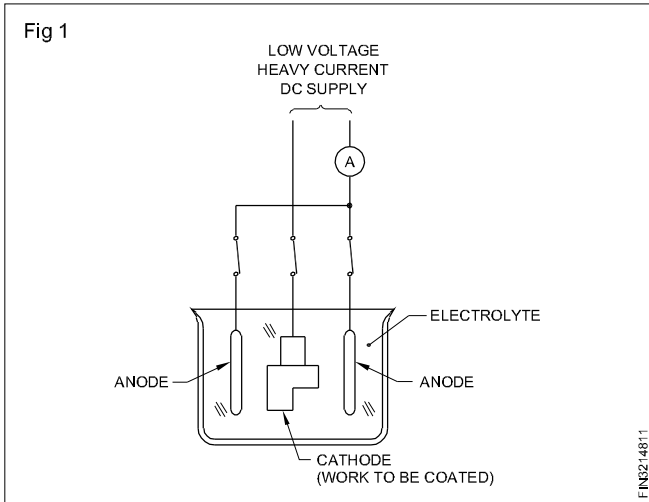 Fig 1
LOW VOLTAGE
HEAVY CURRENT
DC SUPPLY
A
ELECTROLYTE
ANODE
ANODE
CATHODE
(WORK TO BE COATED)
FIN3214811